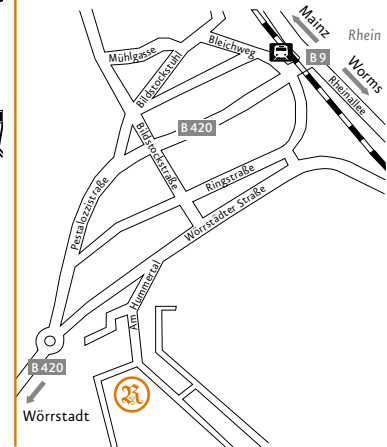 Mainz
Rhein
Bleichweg
Mühlgasse
B 9
Worms
Bildstockstuhl
Rheinallee
B 420
Bildstockstraße
Ringstraße
Pestalozzistraße
Wörrstädter Straße
Am Hummertal
B 420
R
Wörrstadt